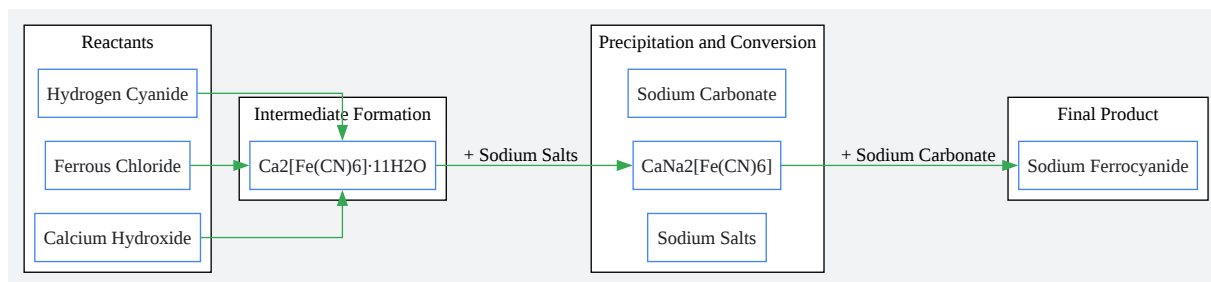 Reactants
Hydrogen Cyanide
Ferrous Chloride
Calcium Hydroxide
Intermediate Formation
Ca2[Fe(CN)6]·11H2O
+ Sodium Salts
Precipitation and Conversion
Sodium Carbonate
CaNa2[Fe(CN)6]
Sodium Salts
+ Sodium Carbonate
Final Product
Sodium Ferrocyanide